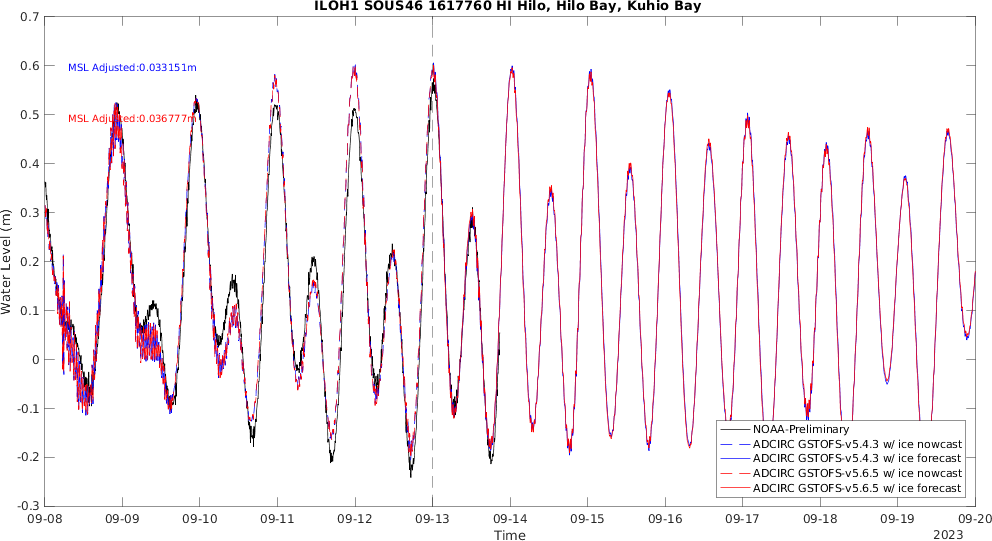 ILOH1 SOUS46 1617760 HI Hilo, Hilo Bay, Kuhio Bay
0.7
0.6
0.5
0.4
0.3
0.2
0.1
0
-0.1
-0.2
-0.3
Water Level (m)
MSL Adjusted:0.033151m
MSL Adjusted:0.036777m
NOAA-Preliminary
ADCIRC GSTOFS-v5.4.3 w/ ice nowcast
ADCIRC GSTOFS-v5.4.3 w/ ice forecast
ADCIRC GSTOFS-v5.6.5 w/ ice nowcast
ADCIRC GSTOFS-v5.6.5 w/ ice forecast
09-08 09-09 09-10 09-11 09-12 09-13 09-14 09-15 09-16 09-17 09-18 09-19 09-20
Time
2023